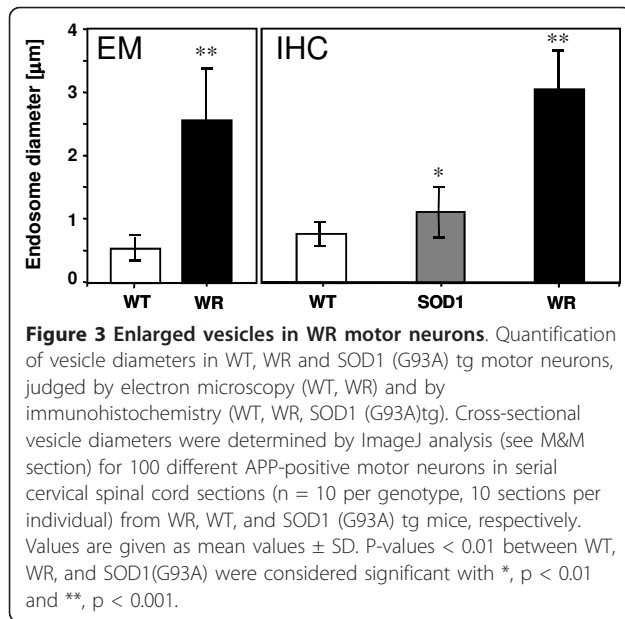 EM
IHC
**
**
*
Endosome diameter [µm]
4
3
2
1
0
WT
WR
WT
SOD1
WR
Figure 3 Enlarged vesicles in WR motor neurons. Quantification
of vesicle diameters in WT, WR and SOD1 (G93A) tg motor neurons,
judged by electron microscopy (WT, WR) and by
immunohistochemistry (WT, WR, SOD1 (G93A)tg). Cross-sectional
vesicle diameters were determined by ImageJ analysis (see M&M
section) for 100 different APP-positive motor neurons in serial
cervical spinal cord sections (n = 10 per genotype, 10 sections per
individual) from WR, WT, and SOD1 (G93A) tg mice, respectively.
Values are given as mean values ± SD. P-values < 0.01 between WT,
WR, and SOD1(G93A) were considered significant with *, p < 0.01
and **, p < 0.001.